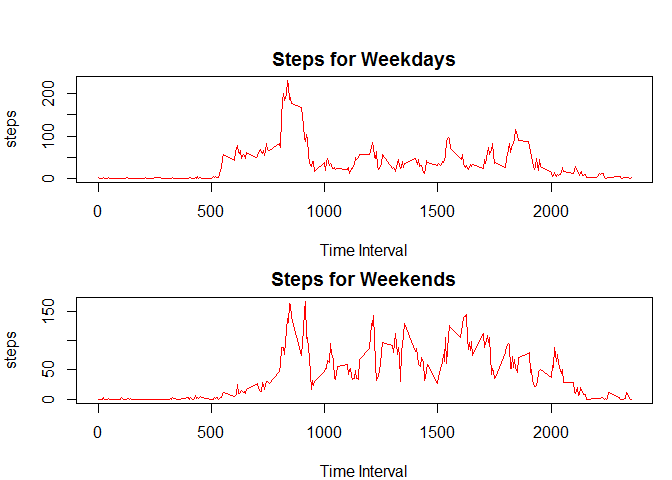 Steps for Weekdays
steps
200
100
0
0 500 1000 1500 2000
Time Interval
Steps for Weekends
steps
150
50
0
0 500 1000 1500 2000
Time Interval